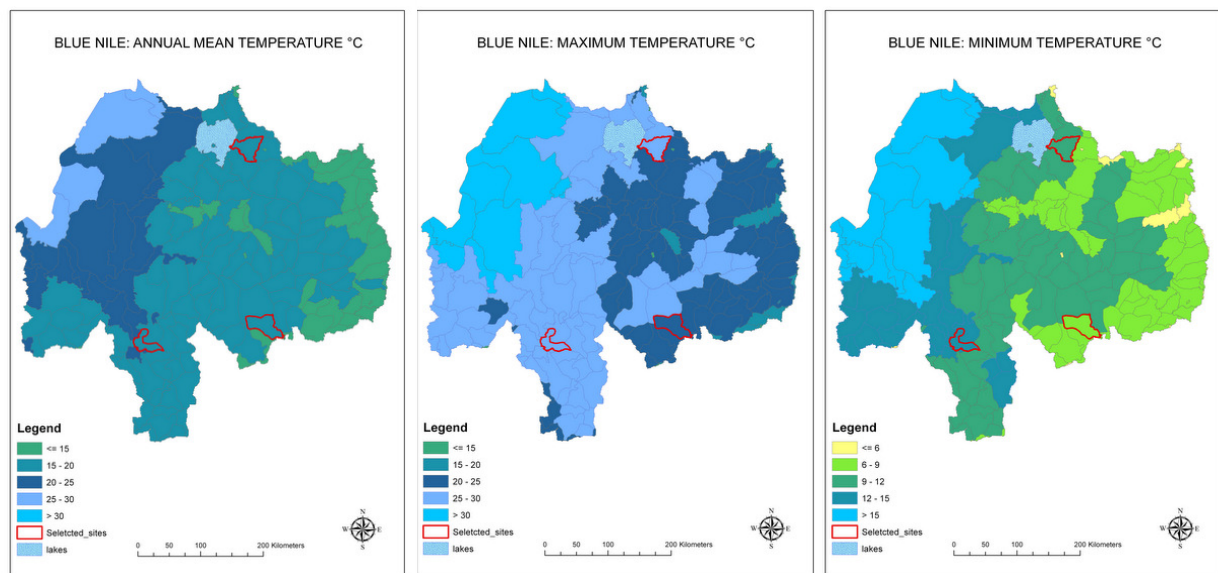 BLUE NILE: ANNUAL MEAN TEMPERATURE °C
Legend
<= 15
15 - 20
20 - 25
25 - 30
> 30
Seletcted_sites
lakes
N
W E
S
0 50 100 200 Kilometers
BLUE NILE: MAXIMUM TEMPERATURE °C
Legend
<= 15
15 - 20
20 - 25
25 - 30
> 30
Seletcted_sites
lakes
N
W E
S
0 50 100 200 Kilometers
BLUE NILE: MINIMUM TEMPERATURE °C
Legend
<= 6
6 - 9
9 - 12
12 - 15
> 15
Seletcted_sites
lakes
N
W E
S
0 50 100 200 Kilometers